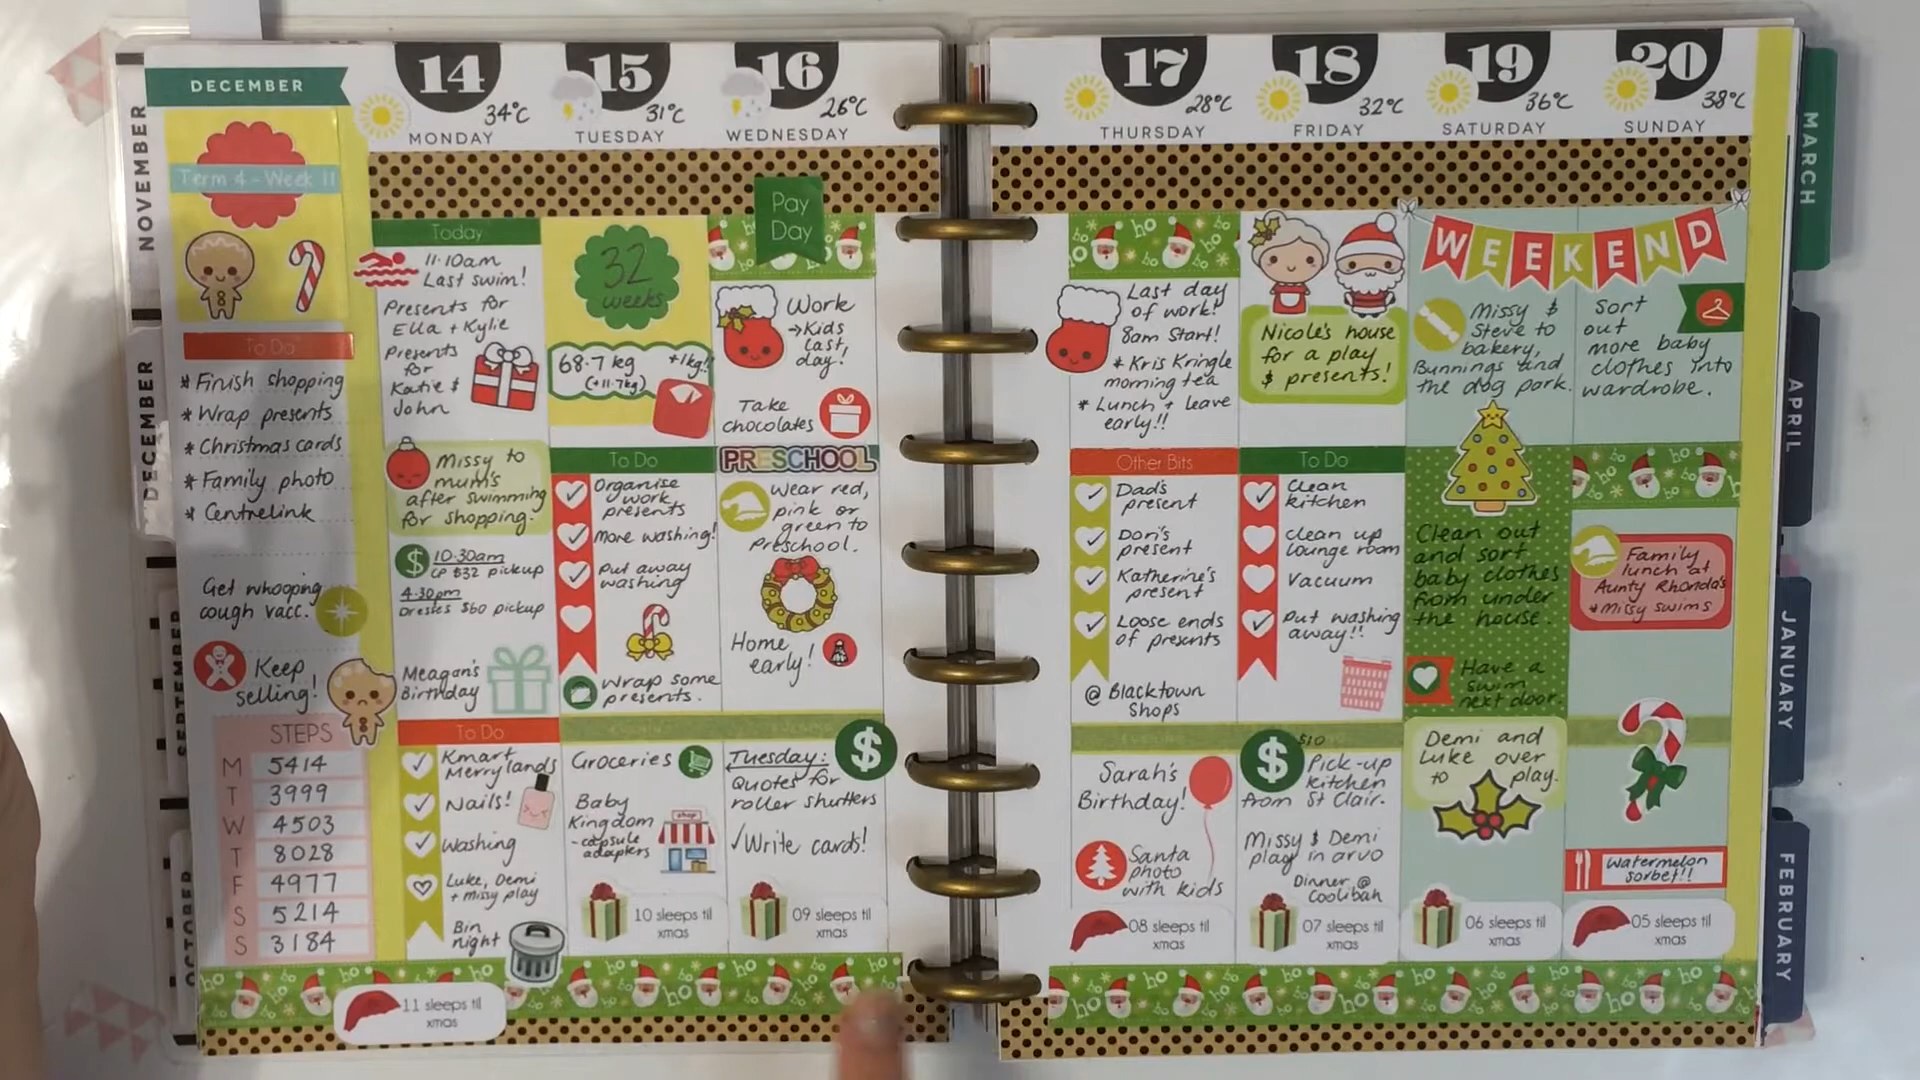 DECEMBER
Term 4 - Week 11
To Do
* Finish shopping
* Wrap presents
* Christmas cards
* Family photo
* Centrelink
Get whooping
cough vacc.
Keep
selling!
STEPS
M 5414
T 3999
W 4503
T 8028
F 4977
S 5214
S 3184
14
34°C
MONDAY
Today
11.10am
Last swim!
Presents for
Ella + Kylie
Presents
for
Katie &
John
Missy to
mum's
after swimming
for shopping.
10.30am
CP $32 pickup
4.30pm
Dresses $60 pickup
Meagan's
Birthday
To Do
Kmart
Merrylands
Nails!
Washing
Luke, Demi
+ missy play
Bin
night
11 sleeps til
xmas
15
31°C
TUESDAY
32
weeks
68.7 kg +1kg!!
(+11.7kg)
To Do
Organise
work
presents
More washing!
Put away
washing
Wrap some
presents.
Groceries
Baby
Kingdom
- capsule
adapters
shop
10 sleeps til
xmas
16
26°C
WEDNESDAY
Pay
Day
Work
→Kids
last
day!
Take
chocolates
PRESCHOOL
Wear red,
pink or
green to
Preschool.
Home
early!
Tuesday:
Quotes for
roller shutters
✓Write cards!
09 sleeps til
xmas
17
28°C
THURSDAY
Last day
of work!
8am Start!
* Kris Kringle
morning tea
* Lunch + leave
early!!
Other Bits
Dad's
present
Dori's
present
Katherine's
present
Loose ends
of presents
@ Blacktown
Shops
Sarah's
Birthday!
Santa
photo
with kids
08 sleeps til
xmas
18
32°C
FRIDAY
Nicole's house
for a play
& presents!
To Do
Clean
kitchen
Clean up
lounge room
Vacuum
Put washing
away!!
$10
Pick-up
kitchen
from St Clair.
Missy & Demi
play in arvo
Dinner @
Coolibah
07 sleeps til
xmas
19
36°C
SATURDAY
WEEKEND
Missy &
Steve to
bakery,
Bunnings and
the dog park.
Clean out
and sort
baby clothes
from under
the house.
Have a
swim
next door.
Demi and
Luke over
to play.
06 sleeps til
xmas
20
38°C
SUNDAY
Sort
out
more baby
clothes into
wardrobe.
Family
lunch at
Aunty Rhonda's
* Missy swims
Watermelon
sorbet!!
05 sleeps til
xmas
ho ho ho
NOVEMBER
DECEMBER
SEPTEMBER
OCTOBER
MARCH
APRIL
JANUARY
FEBRUARY